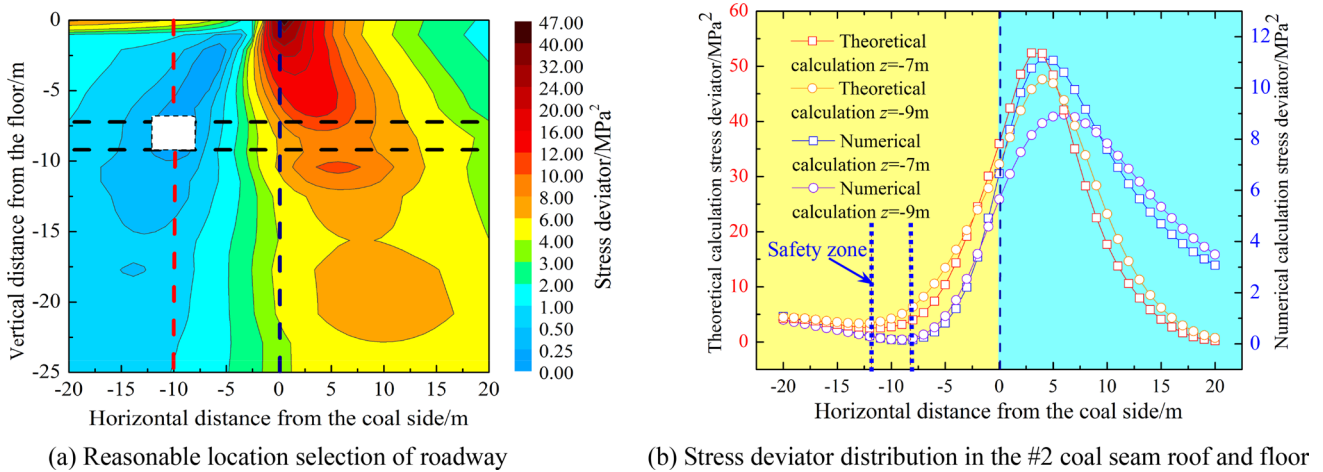 0
-5
-10
-15
-20
-25
Vertical distance from the floor/m
-20 -15 -10 -5 0 5 10 15 20
Horizontal distance from the coal side/m
47.00
40.00
32.00
24.00
20.00
16.00
12.00
10.00
8.00
6.00
4.00
2.00
1.00
0.50
0.25
0.00
Stress deviator/MPa²
(a) Reasonable location selection of roadway
60
50
40
30
20
10
0
Theoretical calculation stress deviator/MPa²
Theoretical
calculation z=-7m
Theoretical
calculation z=-9m
Numerical
calculation z=-7m
Numerical
calculation z=-9m
Safety zone
12
10
8
6
4
2
0
Numerical calculation stress deviator/MPa²
-20 -15 -10 -5 0 5 10 15 20
Horizontal distance from the coal side/m
(b) Stress deviator distribution in the #2 coal seam roof and floor